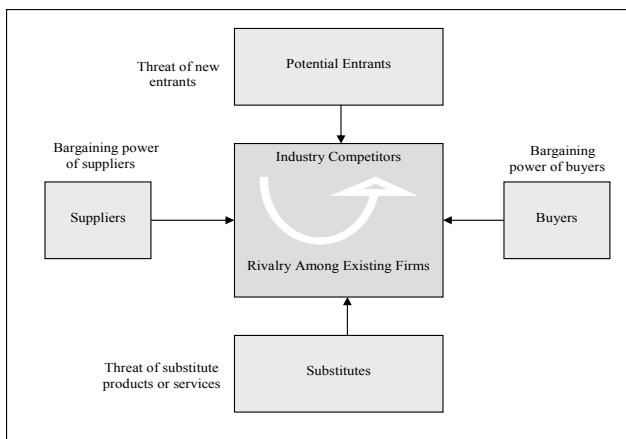 Threat of new
entrants
Potential Entrants
Bargaining power
of suppliers
Suppliers
Industry Competitors
Rivalry Among Existing Firms
Bargaining
power of buyers
Buyers
Threat of substitute
products or services
Substitutes